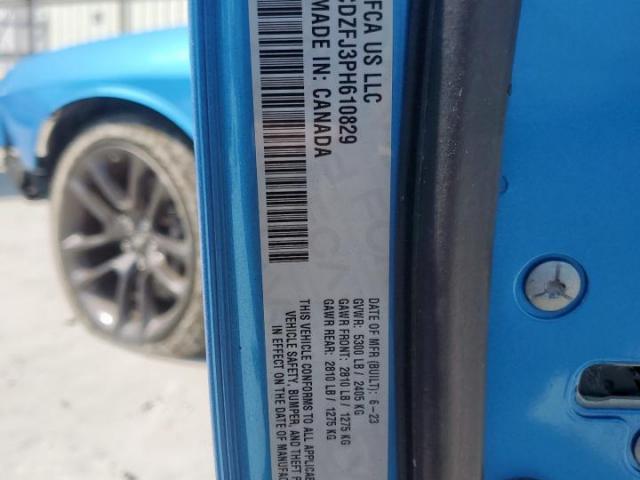 FCA US LLC
CDZFJ3PH610829
MADE IN: CANADA
DATE OF MFR (BUILT): 6-23
GVWR: 5300 LB / 2405 KG
GAWR FRONT: 2810 LB / 1275 KG
GAWR REAR: 2810 LB / 1275 KG
THIS VEHICLE CONFORMS TO ALL
VEHICLE SAFETY, BUMPER, AND THEFT
IN EFFECT ON THE DATE OF